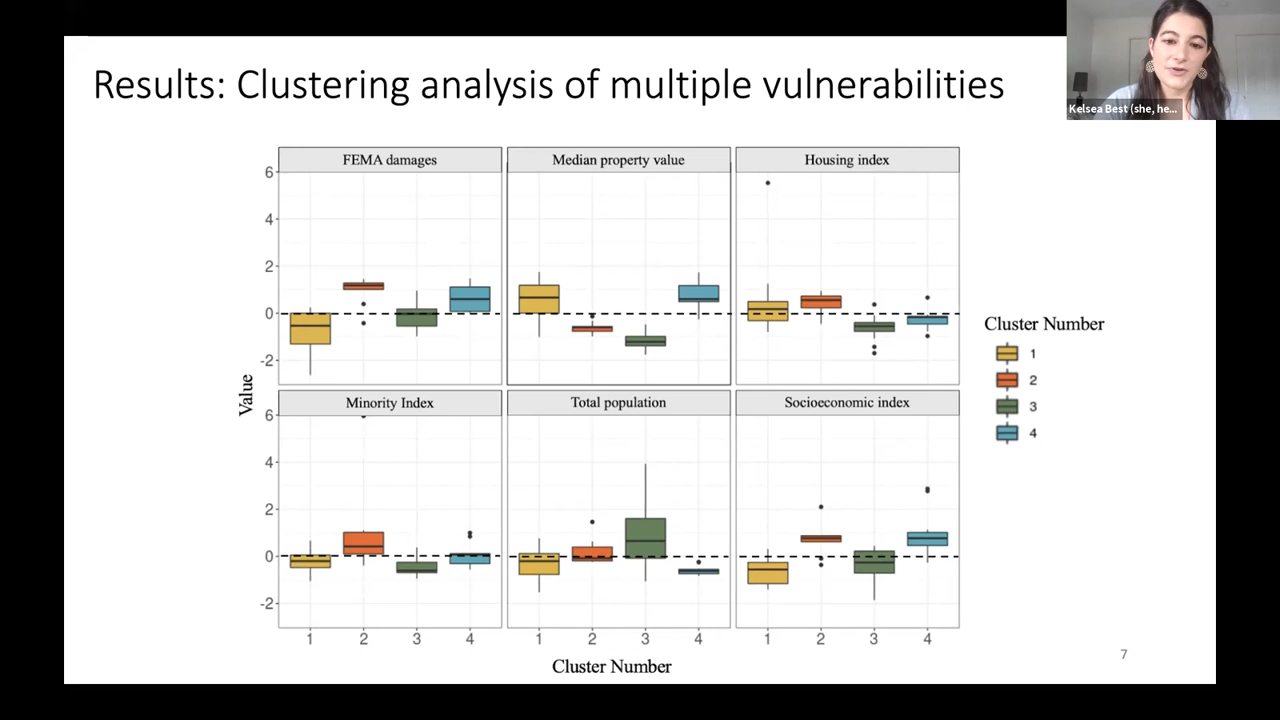 Results: Clustering analysis of multiple vulnerabilities
Kelsea Best (she, he...
FEMA damages
Median property value
Housing index
6
4
2
0
-2
Minority Index
Total population
Socioeconomic index
6
4
2
0
-2
Value
1 2 3 4
1 2 3 4
1 2 3 4
Cluster Number
Cluster Number
1
2
3
4
7